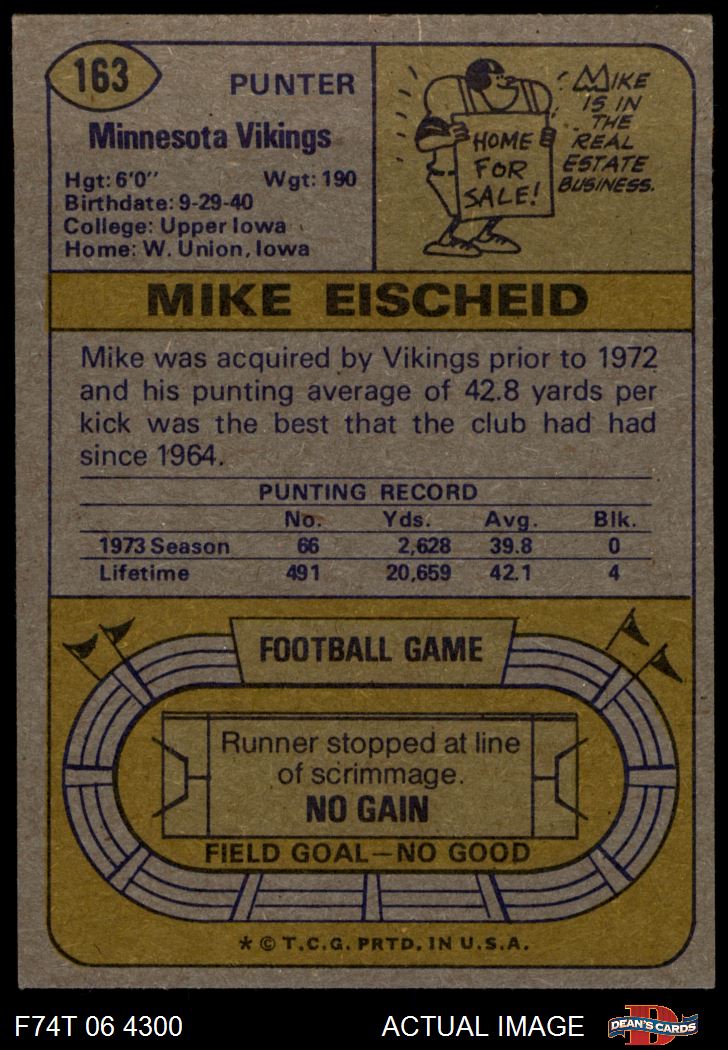 163
PUNTER
Minnesota Vikings
Hgt: 6'0" Wgt: 190
Birthdate: 9-29-40
College: Upper Iowa
Home: W. Union, Iowa
HOME
FOR
SALE!
MIKE
IS IN
THE
REAL
ESTATE
BUSINESS.
MIKE EISCHEID
Mike was acquired by Vikings prior to 1972
and his punting average of 42.8 yards per
kick was the best that the club had had
since 1964.
PUNTING RECORD
No. Yds. Avg. Blk.
1973 Season 66 2,628 39.8 0
Lifetime 491 20,659 42.1 4
FOOTBALL GAME
Runner stopped at line
of scrimmage.
NO GAIN
FIELD GOAL—NO GOOD
* © T.C.G. PRTD. IN U.S.A.
F74T 06 4300 ACTUAL IMAGE
D
DEAN'S CARDS